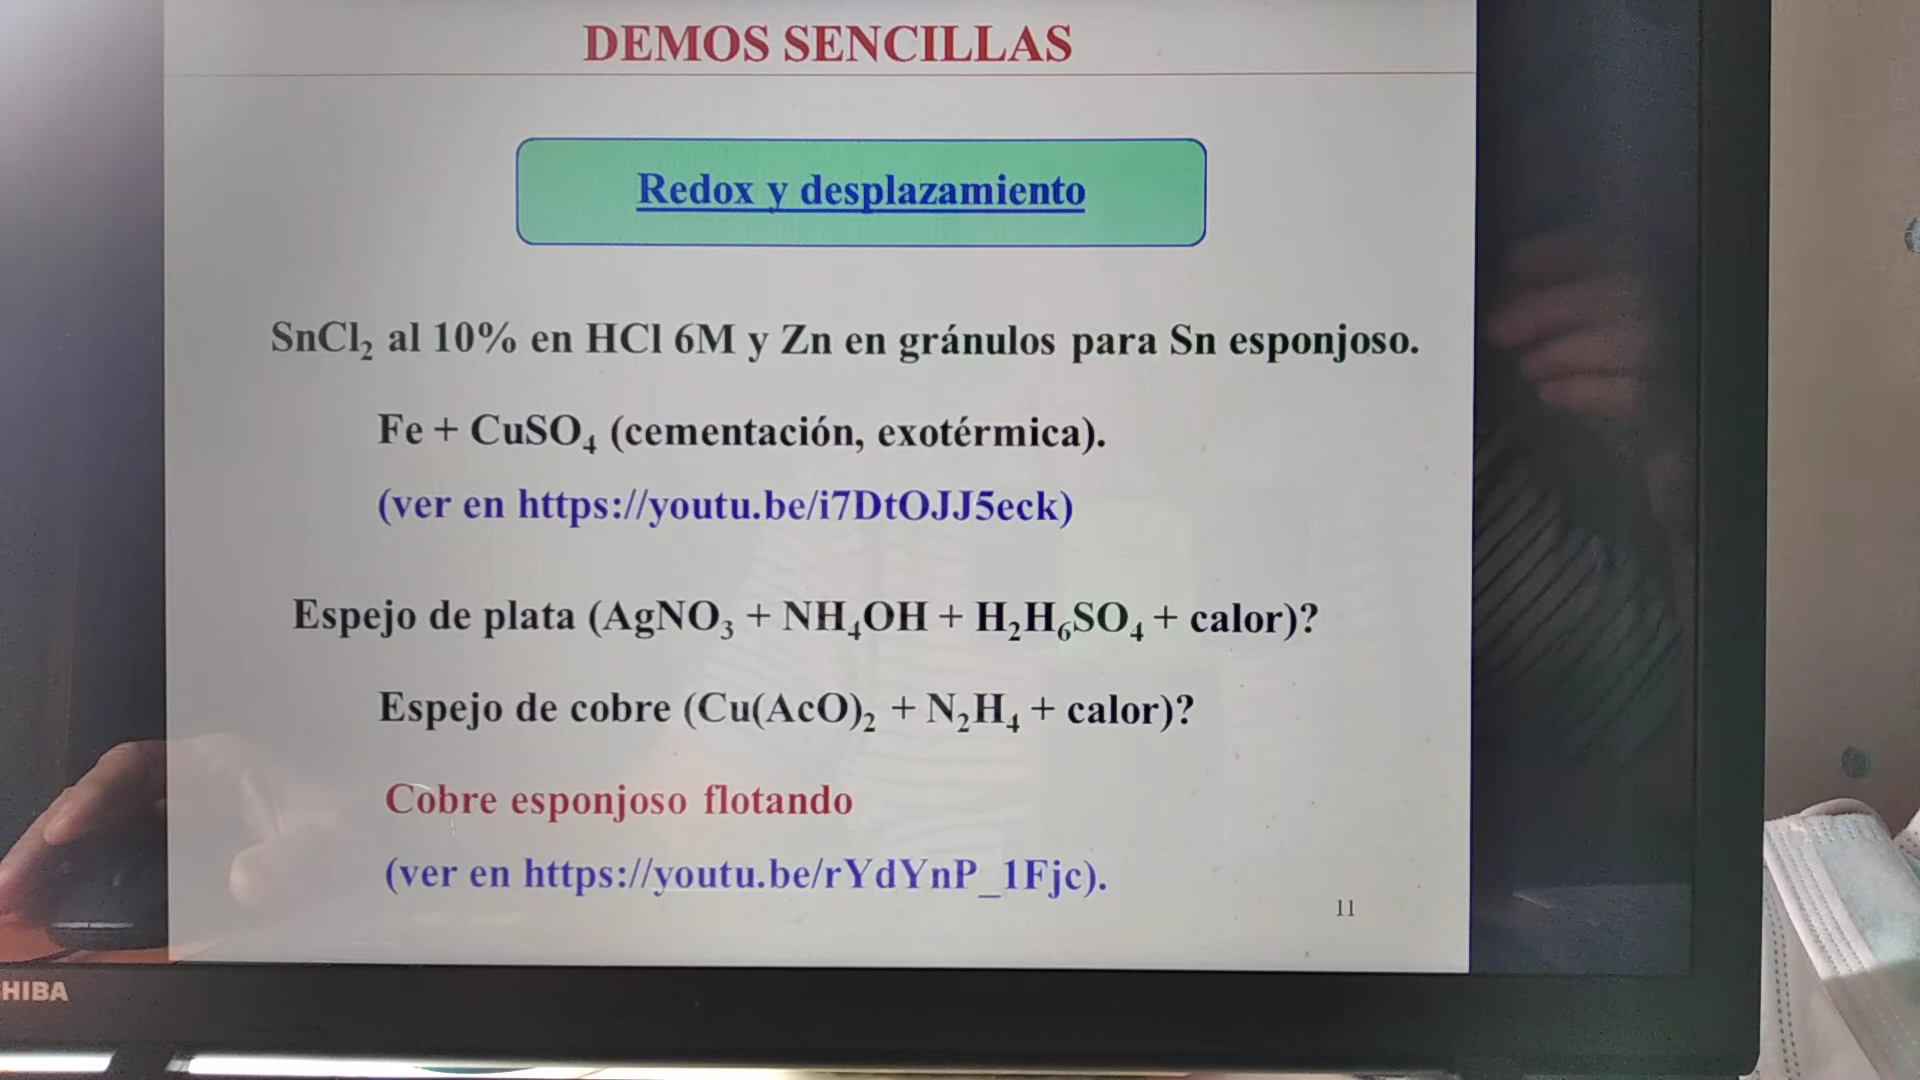 DEMOS SENCILLAS
Redox y desplazamiento
SnCl₂ al 10% en HCl 6M y Zn en gránulos para Sn esponjoso.
Fe + CuSO₄ (cementación, exotérmica).
(ver en https://youtu.be/i7DtOJJ5eck)
Espejo de plata (AgNO₃ + NH₄OH + H₂H₆SO₄ + calor)?
Espejo de cobre (Cu(AcO)₂ + N₂H₄ + calor)?
Cobre esponjoso flotando
(ver en https://youtu.be/rYdYnP_1Fjc).
11
HIBA